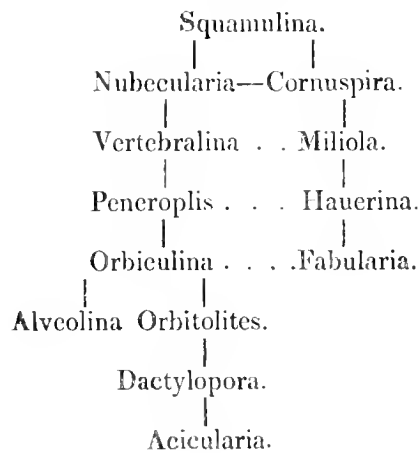 Squamulina.
Nubecularia—Cornuspira.
Vertebralina . . Miliola.
Peneroplis . . . Hauerina.
Orbiculina . . . .Fabularia.
Alveolina Orbitolites.
Dactylopora.
Acicularia.